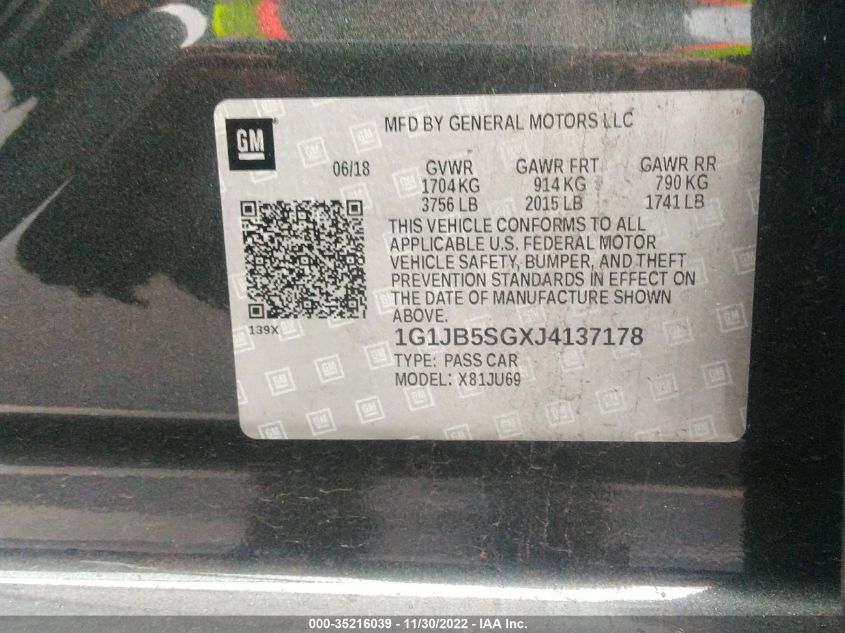 GM
MFD BY GENERAL MOTORS LLC
06/18 GVWR GAWR FRT GAWR RR
1704 KG 914 KG 790 KG
3756 LB 2015 LB 1741 LB
THIS VEHICLE CONFORMS TO ALL
APPLICABLE U.S. FEDERAL MOTOR
VEHICLE SAFETY, BUMPER, AND THEFT
PREVENTION STANDARDS IN EFFECT ON
THE DATE OF MANUFACTURE SHOWN
ABOVE.
139X
1G1JB5SGXJ4137178
TYPE: PASS CAR
MODEL: X81JU69
000-35216039 - 11/30/2022 - IAA Inc.